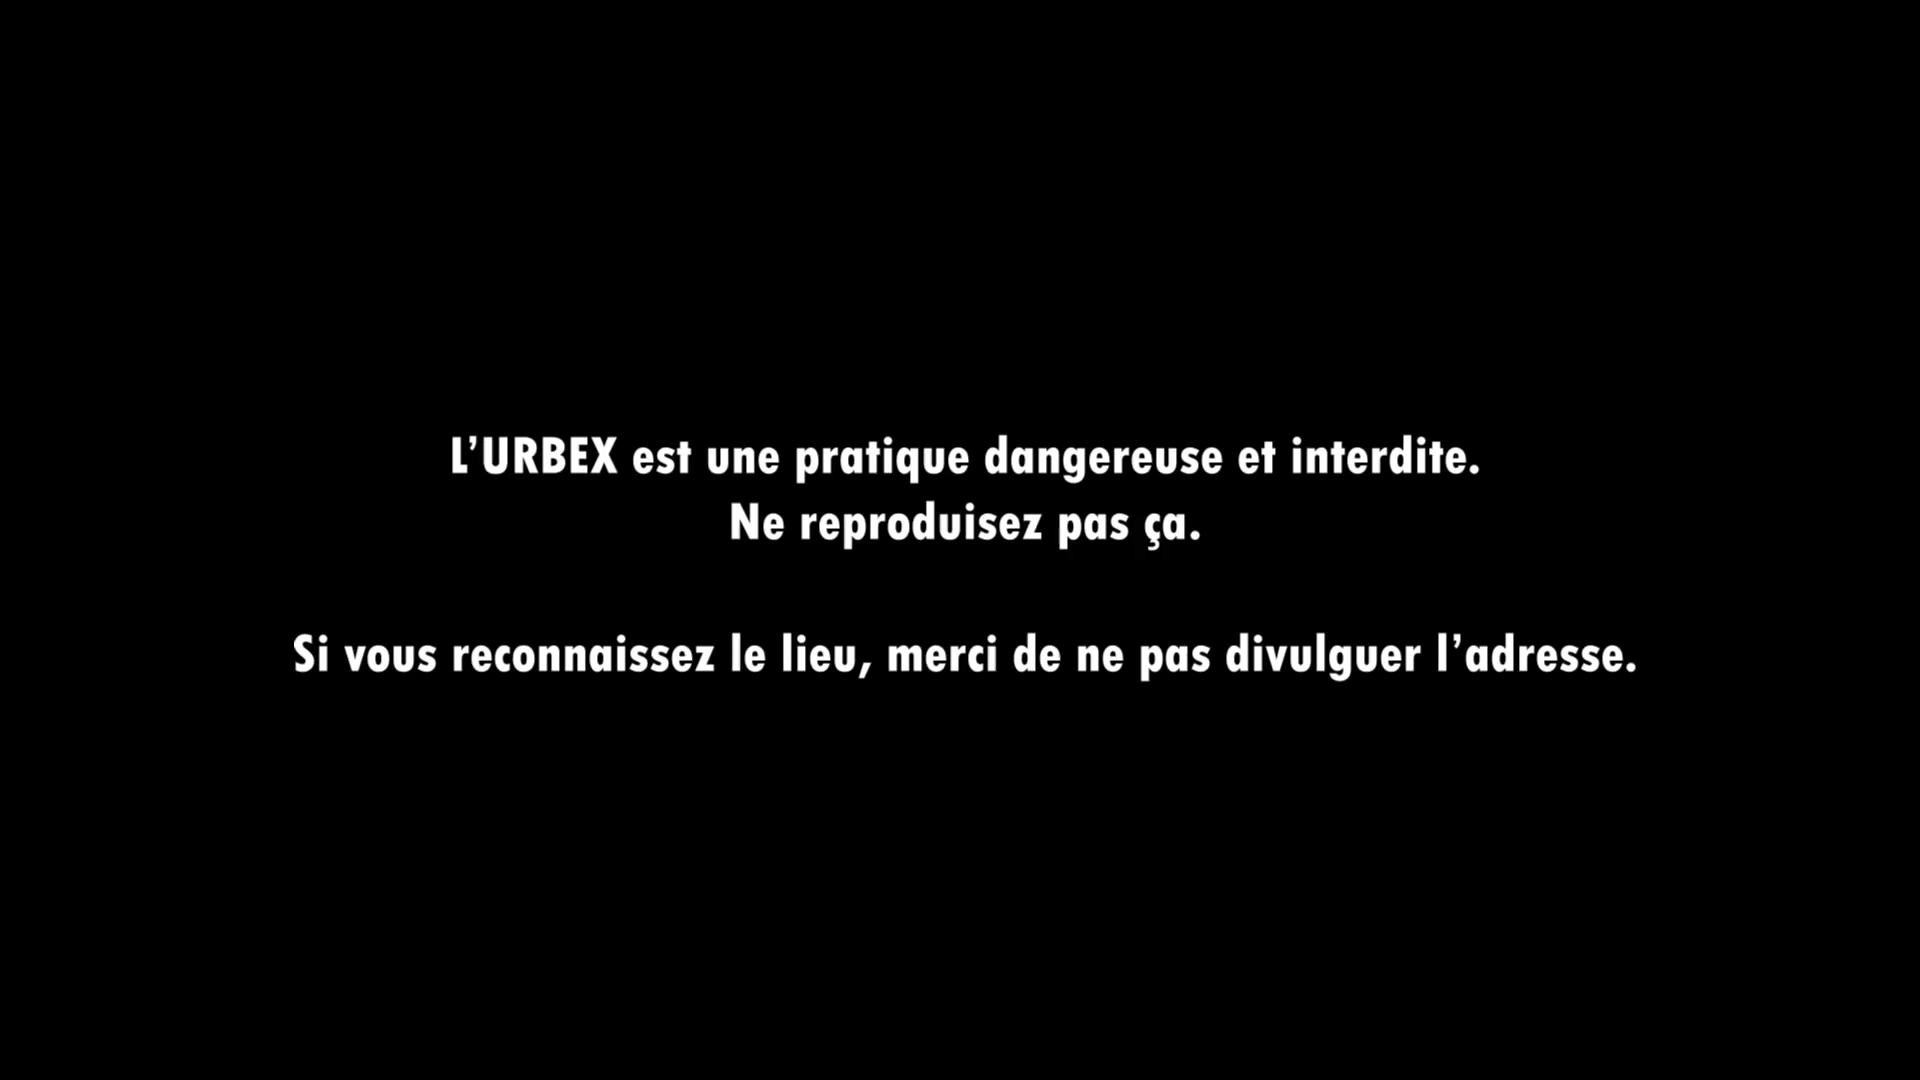 L’URBEX est une pratique dangereuse et interdite.
Ne reproduisez pas ça.
Si vous reconnaissez le lieu, merci de ne pas divulguer l’adresse.